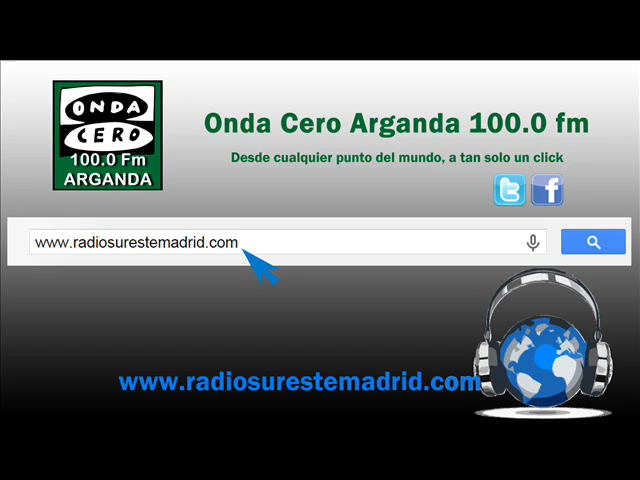 ONDA
CERO
100.0 Fm
ARGANDA
Onda Cero Arganda 100.0 fm
Desde cualquier punto del mundo, a tan solo un click
www.radiosurestemadrid.com
www.radiosurestemadrid.com